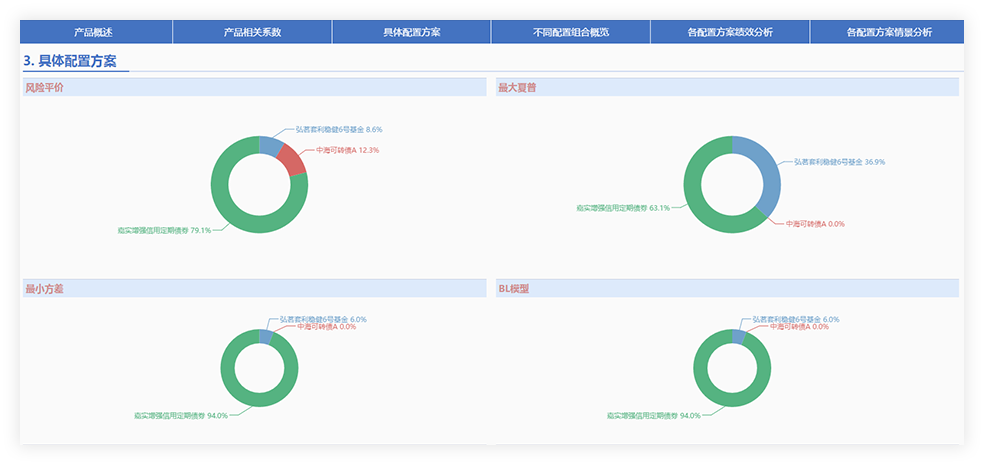 产品概述 产品相关系数 具体配置方案 不同配置组合概览 各配置方案绩效分析 各配置方案情景分析
3. 具体配置方案
风险平价
弘茗套利稳健6号基金 8.6%
中海可转债A 12.3%
嘉实增强信用定期债券 79.1%
最大夏普
弘茗套利稳健6号基金 36.9%
嘉实增强信用定期债券 63.1%
中海可转债A 0.0%
最小方差
弘茗套利稳健6号基金 6.0%
中海可转债A 0.0%
嘉实增强信用定期债券 94.0%
BL模型
弘茗套利稳健6号基金 6.0%
中海可转债A 0.0%
嘉实增强信用定期债券 94.0%